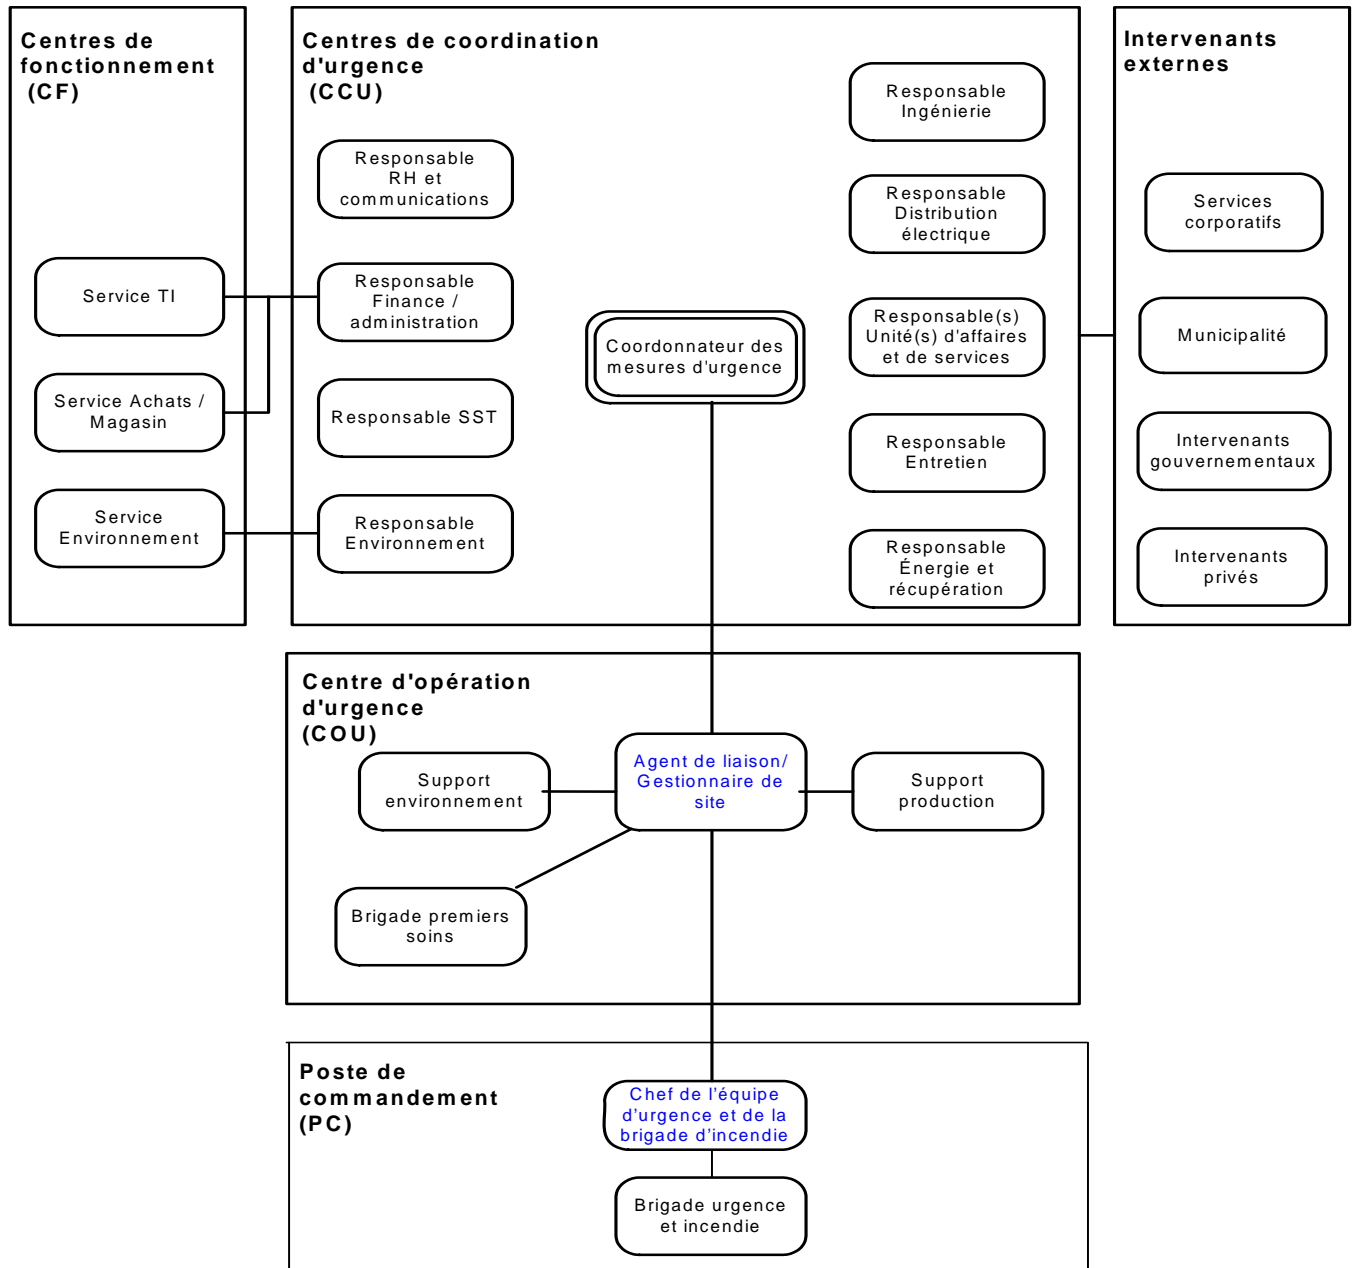 Centres de
fonctionnement
(CF)
Service TI
Service Achats /
Magasin
Service
Environnement
Centres de coordination
d'urgence
(CCU)
Responsable
RH et
communications
Responsable
Finance /
administration
Responsable SST
Responsable
Environnement
Coordonnateur des
mesures d'urgence
Responsable
Ingénierie
Responsable
Distribution
électrique
Responsable(s)
Unité(s) d'affaires
et de services
Responsable
Entretien
Responsable
Énergie et
récupération
Intervenants
externes
Services
corporatifs
Municipalité
Intervenants
gouvernementaux
Intervenants
privés
Centre d'opération
d'urgence
(COU)
Support
environnement
Agent de liaison/
Gestionnaire de
site
Support
production
Brigade premiers
soins
Poste de
commandement
(PC)
Chef de l’équipe
d’urgence et de la
brigade d’incendie
Brigade urgence
et incendie